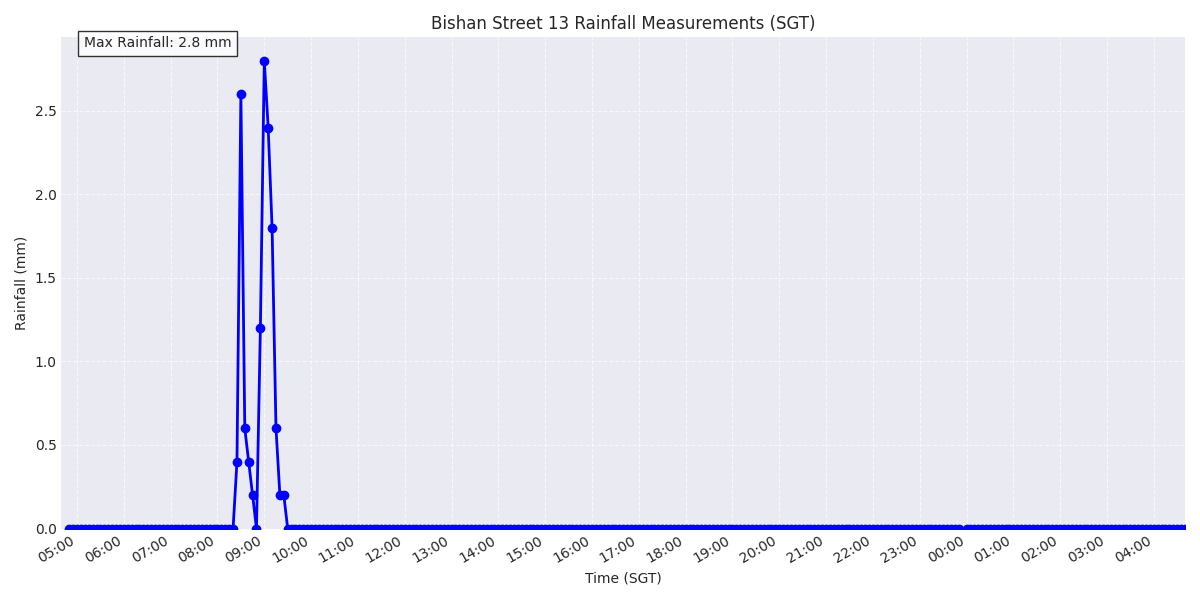 Bishan Street 13 Rainfall Measurements (SGT)
Max Rainfall: 2.8 mm
Rainfall (mm)
2.5
2.0
1.5
1.0
0.5
0.0
05:00 06:00 07:00 08:00 09:00 10:00 11:00 12:00 13:00 14:00 15:00 16:00 17:00 18:00 19:00 20:00 21:00 22:00 23:00 00:00 01:00 02:00 03:00 04:00
Time (SGT)